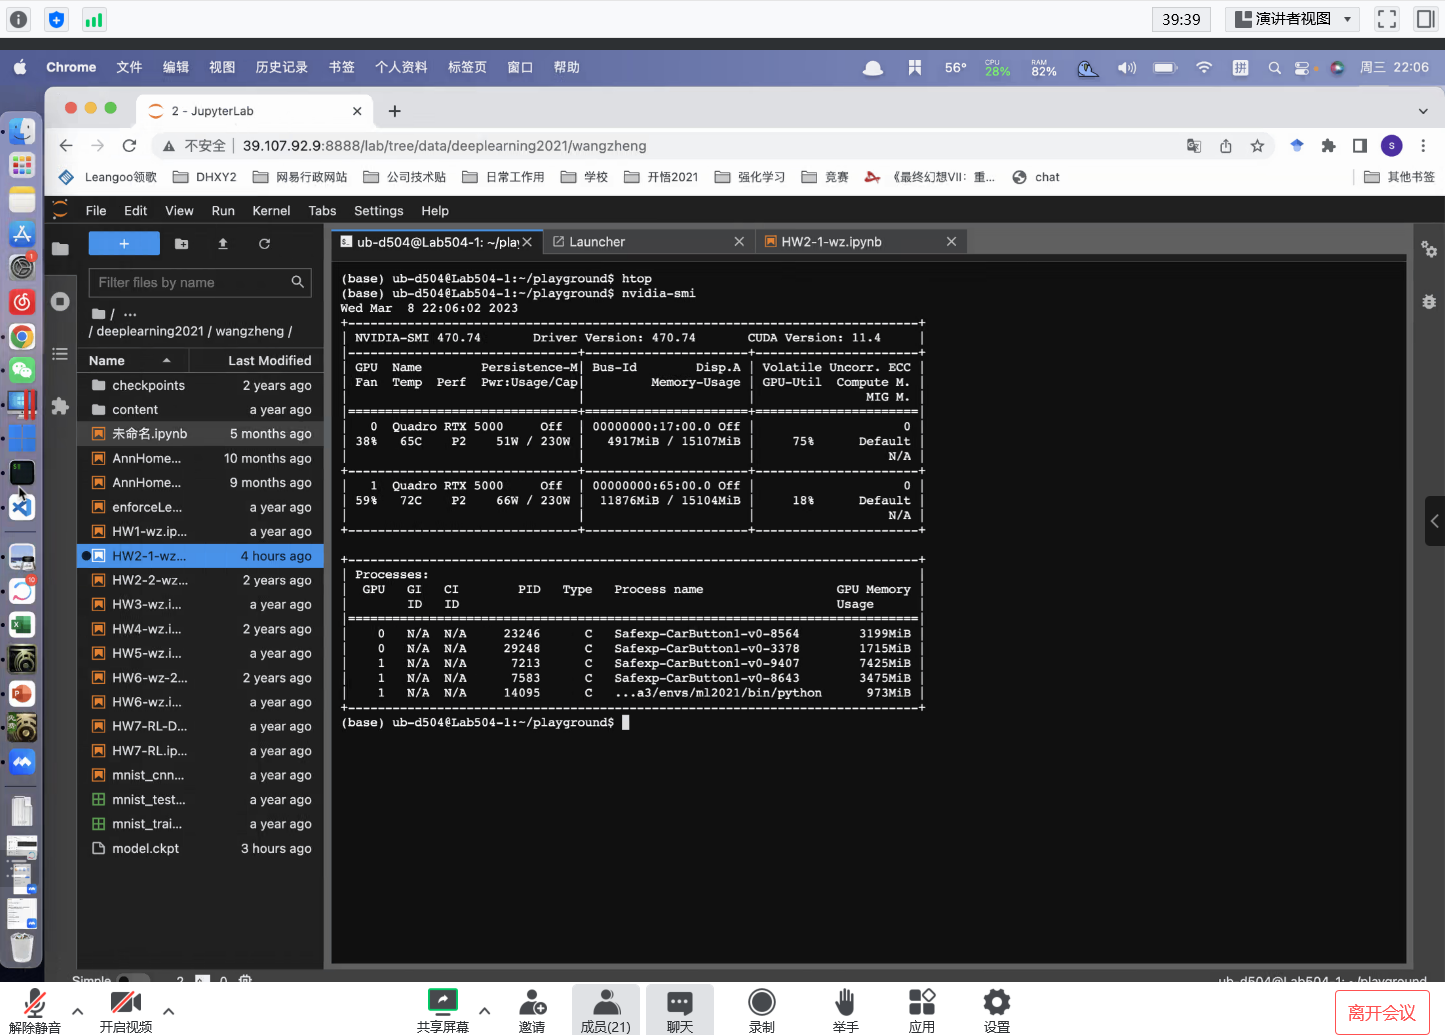 39:39
演讲者视图
Chrome 文件 编辑 视图 历史记录 书签 个人资料 标签页 窗口 帮助
56° CPU 28% RAM 82% 拼 周三 22:06
2 - JupyterLab
不安全 39.107.92.9:8888/lab/tree/data/deeplearning2021/wangzheng
S
Leangoo领歌 DHXY2 网易行政网站 公司技术贴 日常工作用 学校 开悟2021 强化学习 竞赛 《最终幻想VII：重... chat 其他书签
File Edit View Run Kernel Tabs Settings Help
+
ub-d504@Lab504-1: ~/pla
Launcher
HW2-1-wz.ipynb
Filter files by name
/ ...
/ deeplearning2021 / wangzheng /
Name Last Modified
checkpoints 2 years ago
content a year ago
未命名.ipynb 5 months ago
AnnHome... 10 months ago
AnnHome... 9 months ago
enforceLe... a year ago
HW1-wz.ip... a year ago
HW2-1-wz... 4 hours ago
HW2-2-wz... 2 years ago
HW3-wz.i... a year ago
HW4-wz.i... 2 years ago
HW5-wz.i... a year ago
HW6-wz-2... 2 years ago
HW6-wz.i... a year ago
HW7-RL-D... a year ago
HW7-RL.ip... a year ago
mnist_cnn... a year ago
mnist_test... a year ago
mnist_trai... a year ago
model.ckpt 3 hours ago
(base) ub-d504@Lab504-1:~/playground$ htop
(base) ub-d504@Lab504-1:~/playground$ nvidia-smi
Wed Mar  8 22:06:02 2023
NVIDIA-SMI 470.74 Driver Version: 470.74 CUDA Version: 11.4
GPU Name Persistence-M| Bus-Id Disp.A | Volatile Uncorr. ECC
Fan Temp Perf Pwr:Usage/Cap| Memory-Usage | GPU-Util Compute M.
MIG M.
0 Quadro RTX 5000 Off | 00000000:17:00.0 Off | 0
38% 65C P2 51W / 230W | 4917MiB / 15107MiB | 75% Default
N/A
1 Quadro RTX 5000 Off | 00000000:65:00.0 Off | 0
59% 72C P2 66W / 230W | 11876MiB / 15104MiB | 18% Default
N/A
Processes:
GPU GI CI PID Type Process name GPU Memory
ID ID Usage
0 N/A N/A 23246 C Safexp-CarButton1-v0-8564 3199MiB
0 N/A N/A 29248 C Safexp-CarButton1-v0-3378 1715MiB
1 N/A N/A 7213 C Safexp-CarButton1-v0-9407 7425MiB
1 N/A N/A 7583 C Safexp-CarButton1-v0-8643 3475MiB
1 N/A N/A 14095 C ...a3/envs/ml2021/bin/python 973MiB
(base) ub-d504@Lab504-1:~/playground$
Simple 2 0 ub-d504@Lab504-1: ~/playground
解除静音 开启视频 共享屏幕 邀请 成员(21) 聊天 录制 举手 应用 设置 离开会议